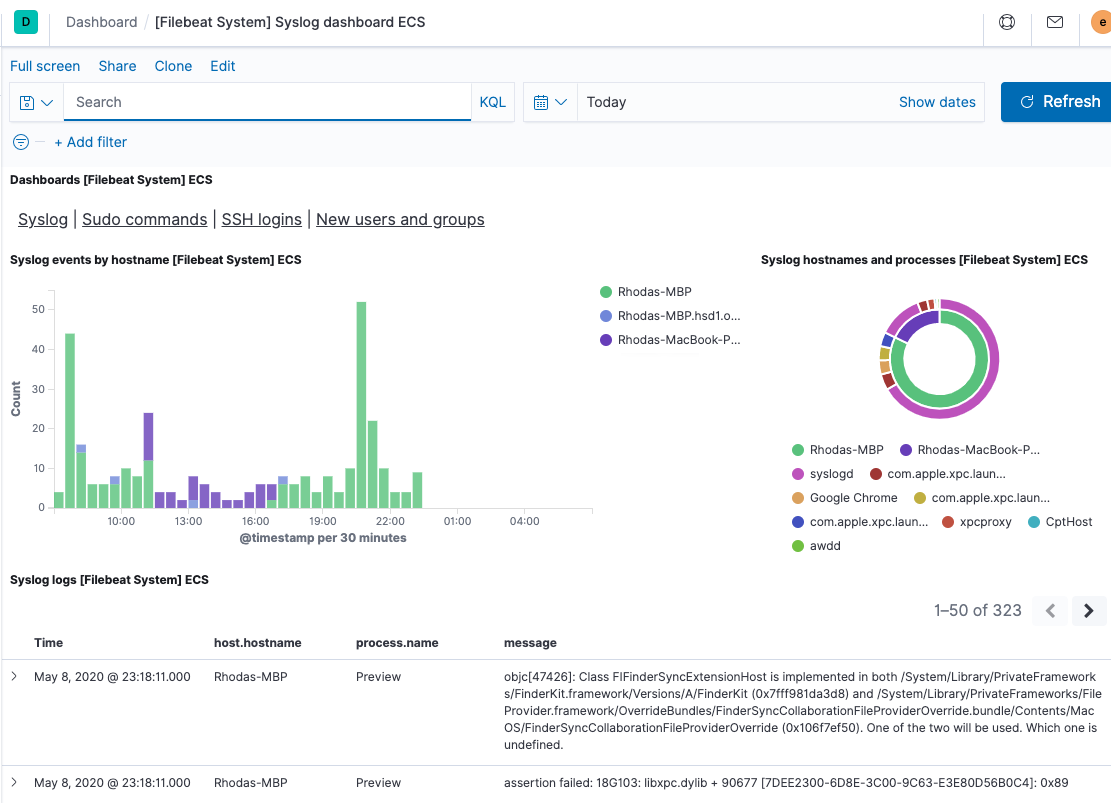 D Dashboard / [Filebeat System] Syslog dashboard ECS e
Full screen Share Clone Edit
Search KQL Today Show dates Refresh
+ Add filter
Dashboards [Filebeat System] ECS
Syslog | Sudo commands | SSH logins | New users and groups
Syslog events by hostname [Filebeat System] ECS
Count
50
40
30
20
10
0
10:00 13:00 16:00 19:00 22:00 01:00 04:00
@timestamp per 30 minutes
Rhodas-MBP
Rhodas-MBP.hsd1.o...
Rhodas-MacBook-P...
Syslog hostnames and processes [Filebeat System] ECS
Rhodas-MBP Rhodas-MacBook-P...
syslogd com.apple.xpc.laun...
Google Chrome com.apple.xpc.laun...
com.apple.xpc.laun... xpcproxy CptHost
awdd
Syslog logs [Filebeat System] ECS
1–50 of 323
Time host.hostname process.name message
May 8, 2020 @ 23:18:11.000 Rhodas-MBP Preview objc[47426]: Class FIFinderSyncExtensionHost is implemented in both /System/Library/PrivateFramework
s/FinderKit.framework/Versions/A/FinderKit (0x7fff981da3d8) and /System/Library/PrivateFrameworks/File
Provider.framework/OverrideBundles/FinderSyncCollaborationFileProviderOverride.bundle/Contents/Mac
OS/FinderSyncCollaborationFileProviderOverride (0x106f7ef50). One of the two will be used. Which one is
undefined.
May 8, 2020 @ 23:18:11.000 Rhodas-MBP Preview assertion failed: 18G103: libxpc.dylib + 90677 [7DEE2300-6D8E-3C00-9C63-E3E80D56B0C4]: 0x89